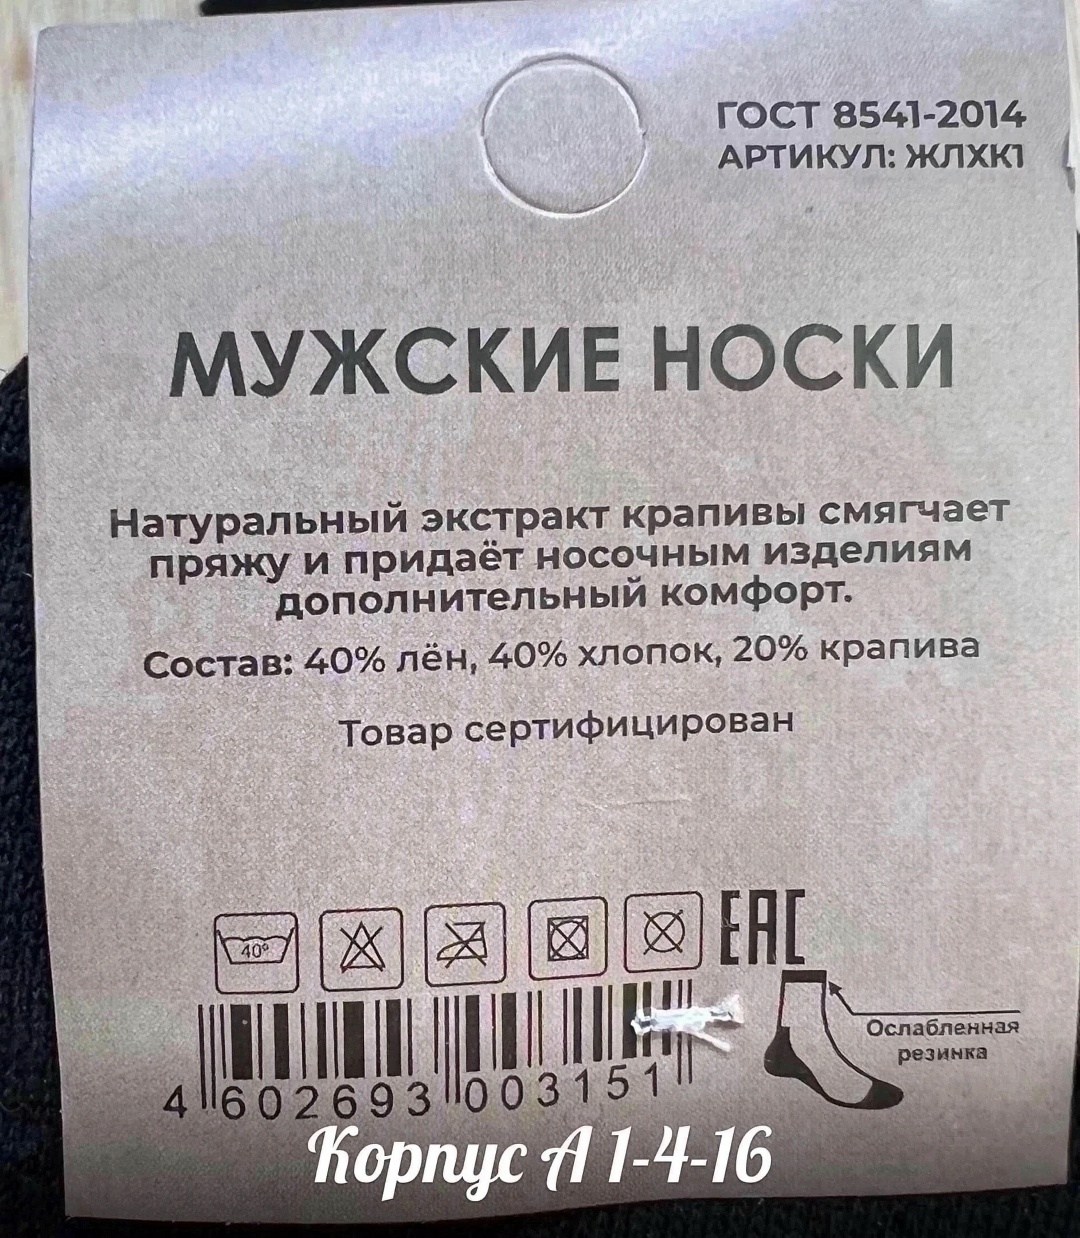 ГОСТ 8541-2014
АРТИКУЛ: ЖЛХК1
МУЖСКИЕ НОСКИ
Натуральный экстракт крапивы смягчает
пряжу и придаёт носочным изделиям
дополнительный комфорт.
Состав: 40% лён, 40% хлопок, 20% крапива
Товар сертифицирован
40°
EAC
Ослабленная
резинка
4 602693 003151
Корпус А 1-4-16